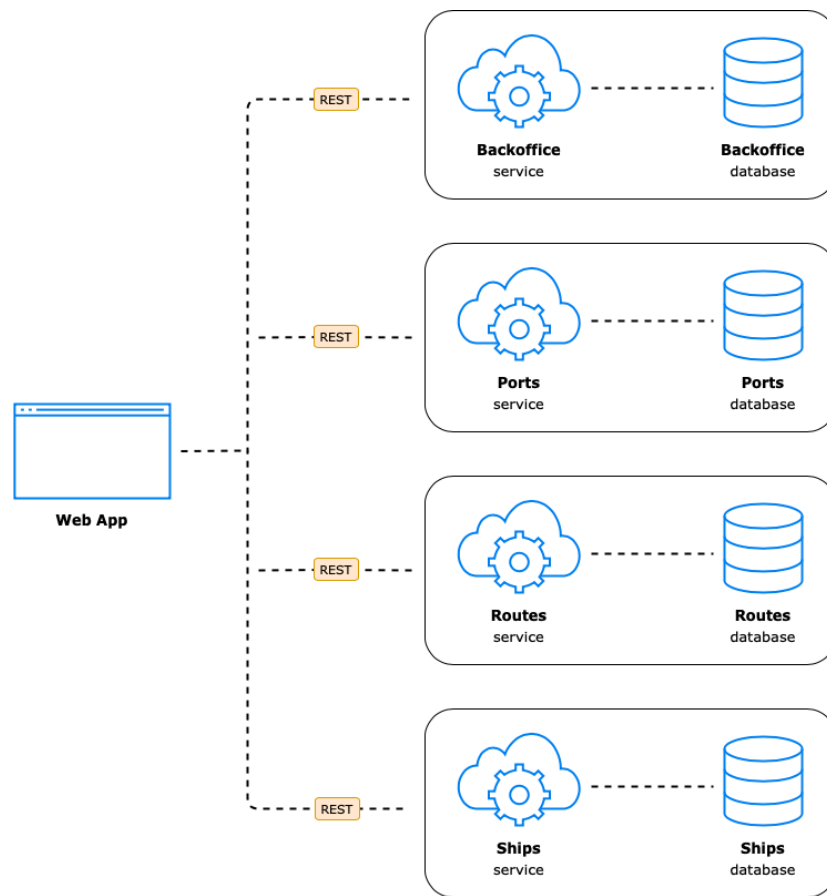 REST
Backoffice
service
Backoffice
database
REST
Ports
service
Ports
database
Web App
REST
Routes
service
Routes
database
REST
Ships
service
Ships
database